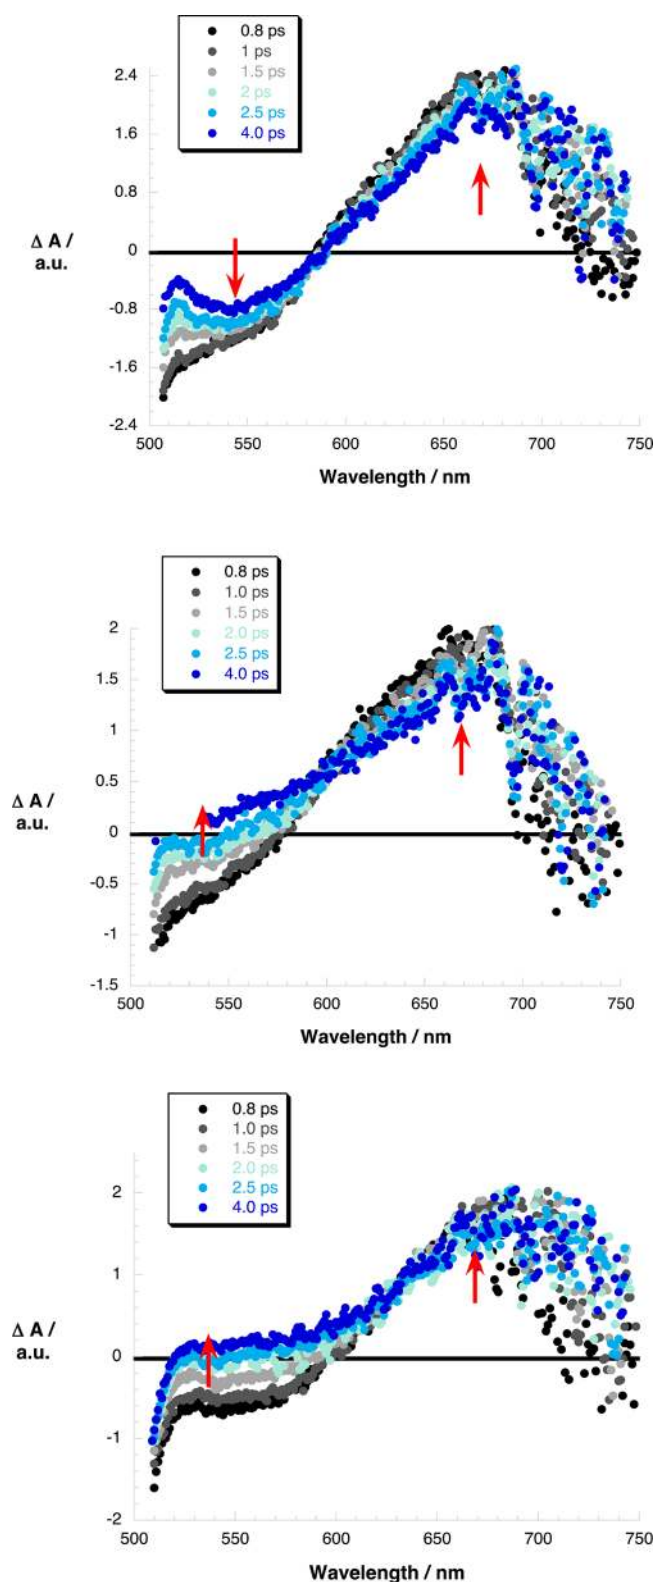 0.8 ps
1 ps
1.5 ps
2 ps
2.5 ps
4.0 ps
2.4
1.6
0.8
Δ A /
a.u.
0
-0.8
-1.6
-2.4
500 550 600 650 700 750
Wavelength / nm
0.8 ps
1.0 ps
1.5 ps
2.0 ps
2.5 ps
4.0 ps
2
1.5
1
0.5
Δ A /
a.u.
0
-0.5
-1
-1.5
500 550 600 650 700 750
Wavelength / nm
0.8 ps
1.0 ps
1.5 ps
2.0 ps
2.5 ps
4.0 ps
2
1
Δ A /
a.u.
0
-1
-2
500 550 600 650 700 750
Wavelength / nm